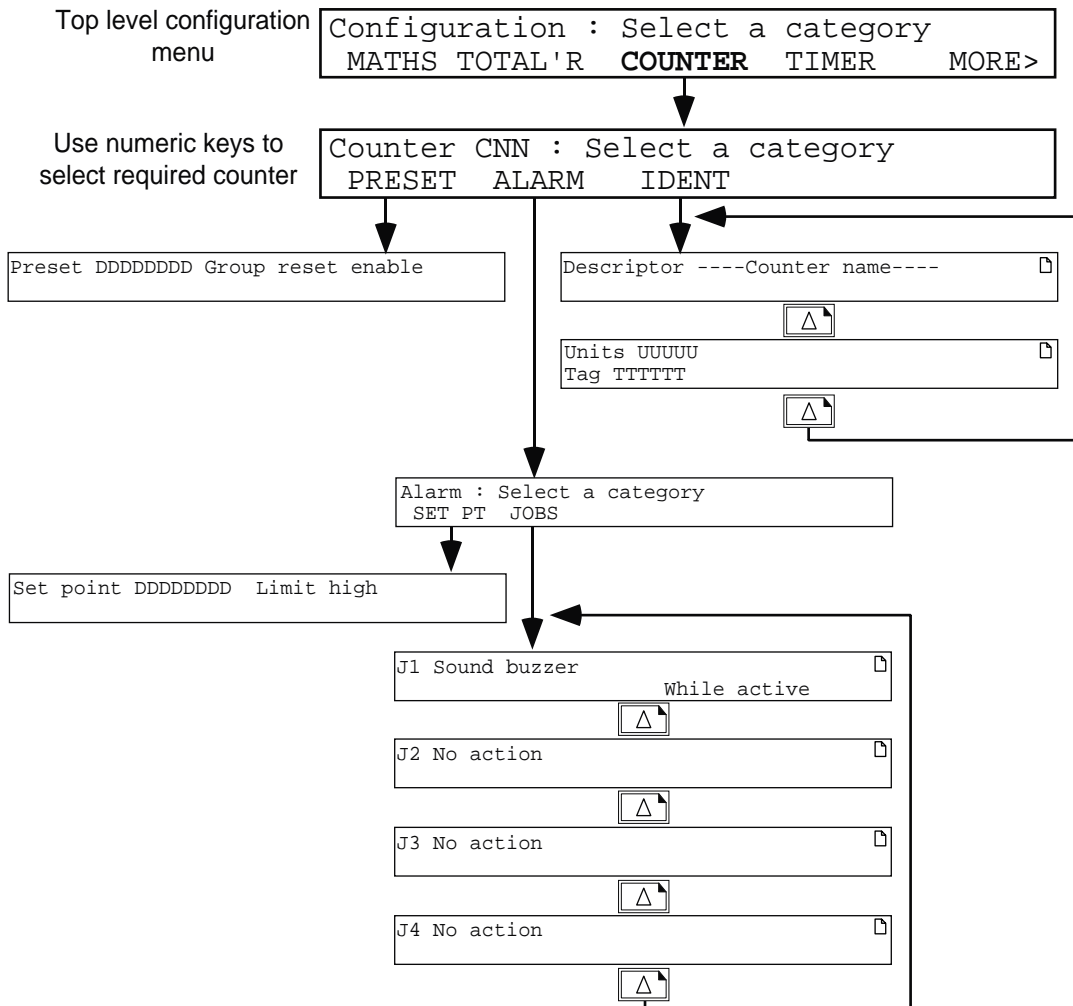 Top level configuration
menu
Configuration : Select a category
MATHS TOTAL'R COUNTER TIMER MORE>
Use numeric keys to
select required counter
Counter CNN : Select a category
PRESET ALARM IDENT
Preset DDDDDDDD Group reset enable
Descriptor ----Counter name----
Units UUUUU
Tag TTTTTT
Alarm : Select a category
SET PT JOBS
Set point DDDDDDDD Limit high
J1 Sound buzzer
While active
J2 No action
J3 No action
J4 No action